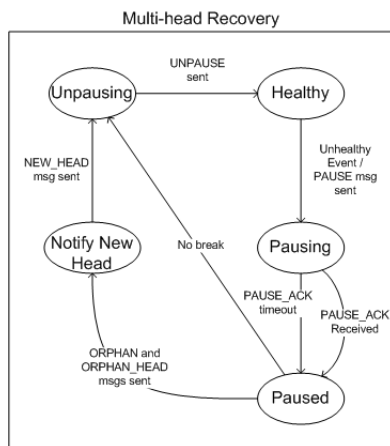 Multi-head Recovery
UNPAUSE
sent
Unpausing
Healthy
NEW_HEAD
msg sent
Unhealthy
Event /
PAUSE msg
sent
Notify New
Head
No break
Pausing
PAUSE_ACK
timeout
PAUSE_ACK
Received
ORPHAN and
ORPHAN_HEAD
msgs sent
Paused